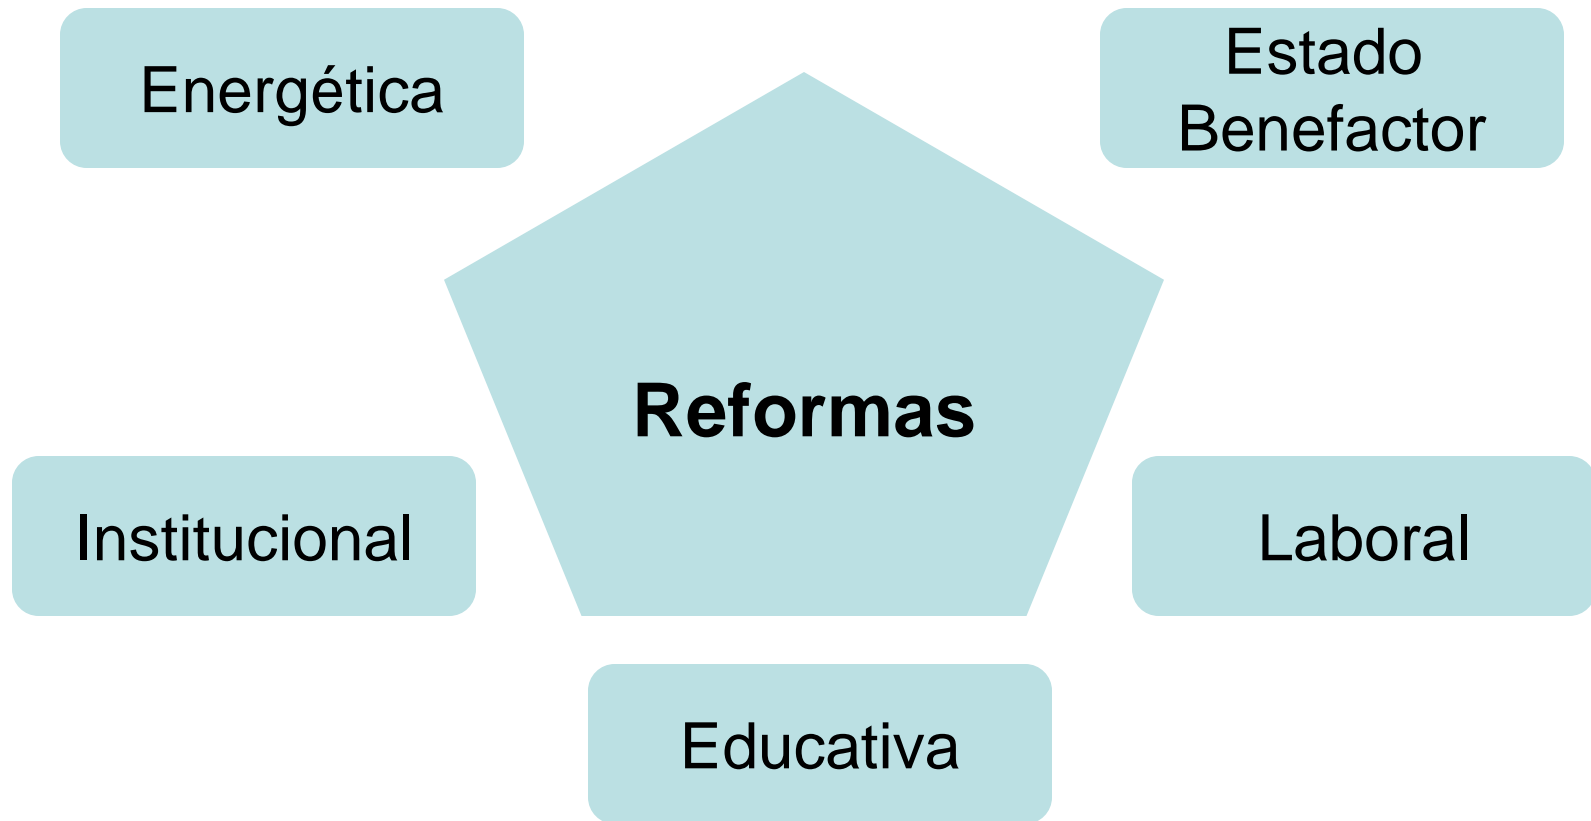 Energética
Estado
Benefactor
Reformas
Institucional
Laboral
Educativa